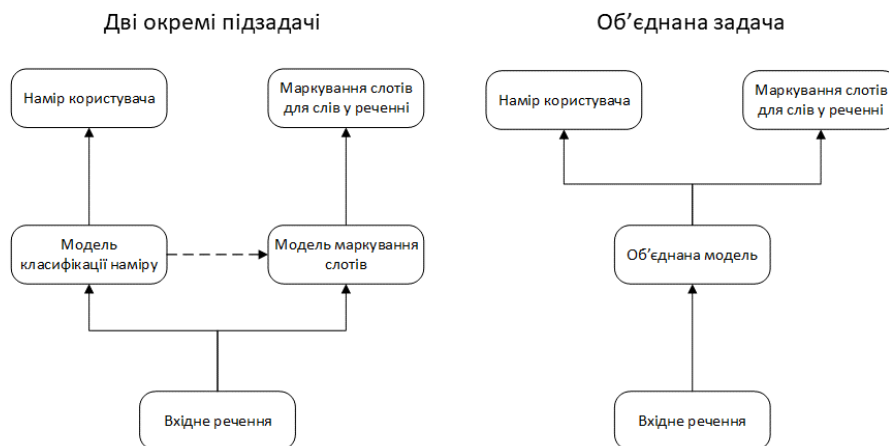 Дві окремі підзадачі
Намір користувача
Маркування слотів
для слів у реченні
Модель
класифікації наміру
Модель маркування
слотів
Вхідне речення
Об’єднана задача
Намір користувача
Маркування слотів
для слів у реченні
Об’єднана модель
Вхідне речення